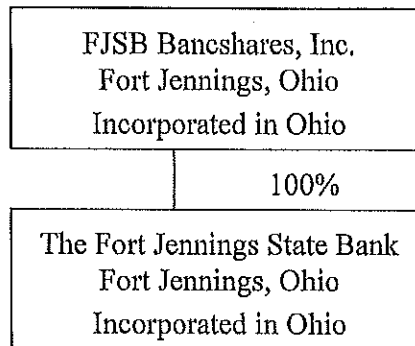 FJSB Bancshares, Inc.
Fort Jennings, Ohio
Incorporated in Ohio
100%
The Fort Jennings State Bank
Fort Jennings, Ohio
Incorporated in Ohio